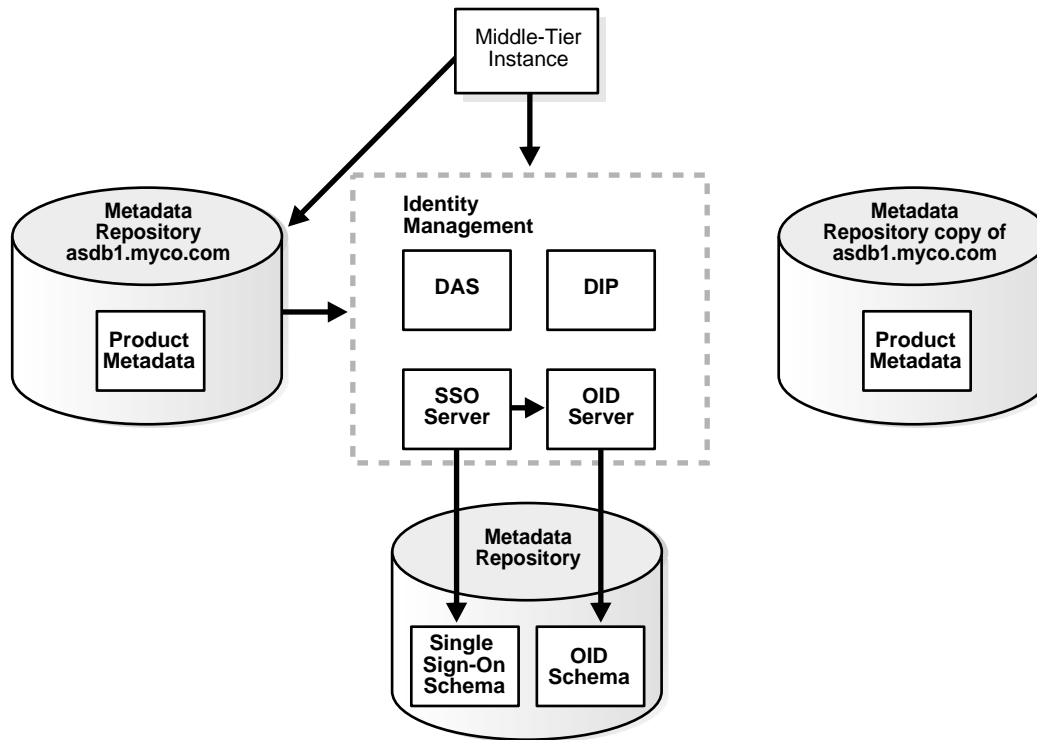 Middle-Tier
Instance
Metadata
Repository
asdb1.myco.com
Product
Metadata
Identity
Management
DAS
DIP
SSO
Server
OID
Server
Metadata
Repository copy of
asdb1.myco.com
Product
Metadata
Metadata
Repository
Single
Sign-On
Schema
OID
Schema